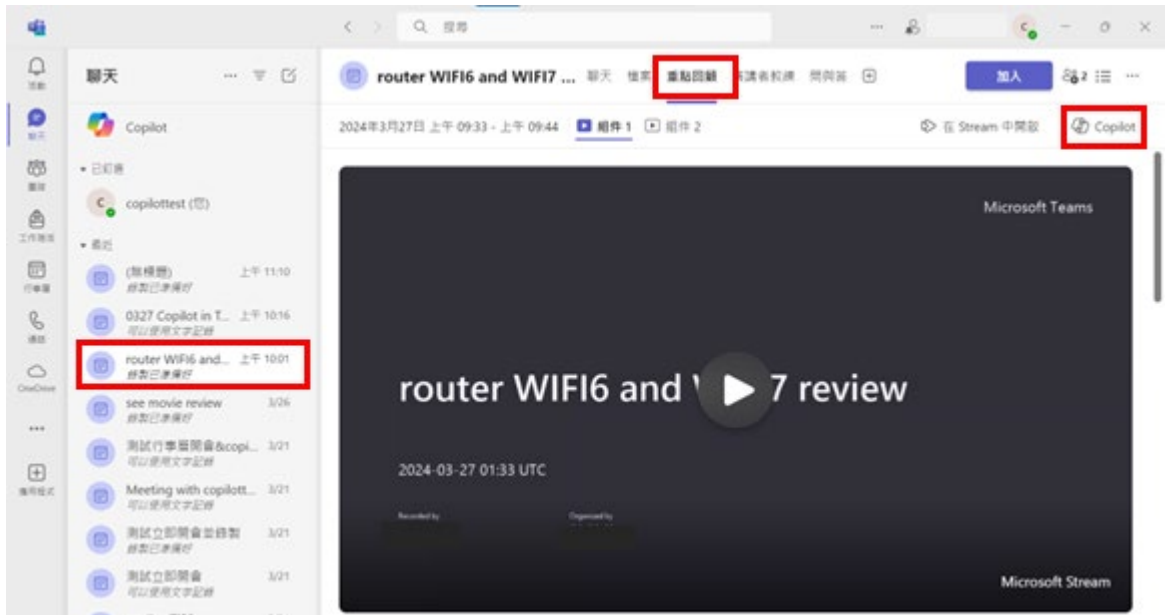 搜尋
活動
聊天
團隊
工作指派
行事曆
通話
OneDrive
應用程式
聊天
Copilot
已釘選
copilottest (您)
最近
(無標題) 上午 11:10
錄製已準備好
0327 Copilot in T... 上午 10:16
可以使用文字記錄
router WIFI6 and... 上午 10:01
錄製已準備好
see movie review 3/26
錄製已準備好
測試行事曆開會&copi... 3/21
可以使用文字記錄
Meeting with copilott... 3/21
可以使用文字記錄
測試立即開會並錄製 3/21
錄製已準備好
測試立即開會 3/21
可以使用文字記錄
router WIFI6 and WIFI7 ... 聊天 檔案 重點回顧 演講者教練 問與答 加入 2
2024年3月27日 上午 09:33 - 上午 09:44 組件 1 組件 2 在 Stream 中開啟 Copilot
Microsoft Teams
router WIFI6 and 7 review
2024-03-27 01:33 UTC
Recorded by Organized by
Microsoft Stream